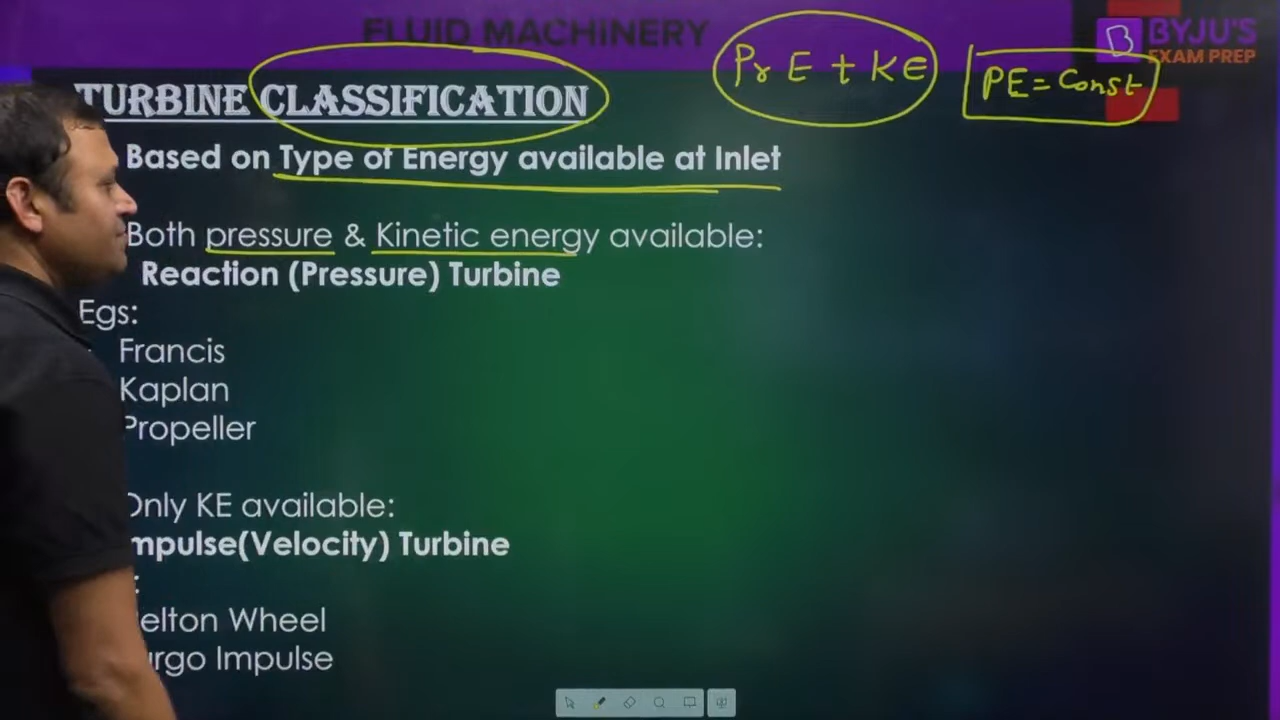 FLUID MACHINERY
Pr E + KE
PE = Const
BYJU'S
EXAM PREP
TURBINE CLASSIFICATION
Based on Type of Energy available at Inlet
Both pressure & Kinetic energy available:
Reaction (Pressure) Turbine
Egs:
Francis
Kaplan
Propeller
Only KE available:
mpulse(Velocity) Turbine
:
elton Wheel
urgo Impulse